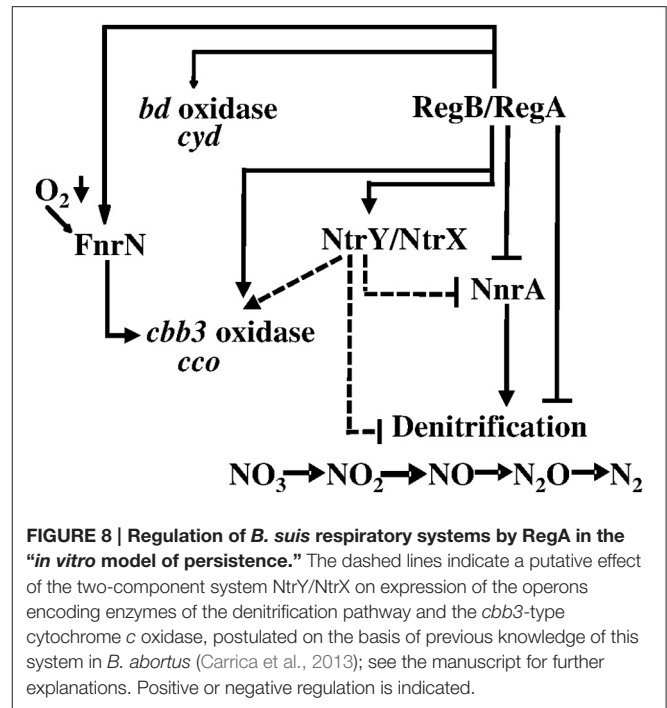 bd oxidase
cyd
RegB/RegA
O2
FnrN
NtrY/NtrX
NnrA
cbb3 oxidase
cco
Denitrification
NO3 NO2 NO N2O N2
FIGURE 8 | Regulation of B. suis respiratory systems by RegA in the
“in vitro model of persistence.” The dashed lines indicate a putative effect
of the two-component system NtrY/NtrX on expression of the operons
encoding enzymes of the denitrification pathway and the cbb3-type
cytochrome c oxidase, postulated on the basis of previous knowledge of this
system in B. abortus (Carrica et al., 2013); see the manuscript for further
explanations. Positive or negative regulation is indicated.